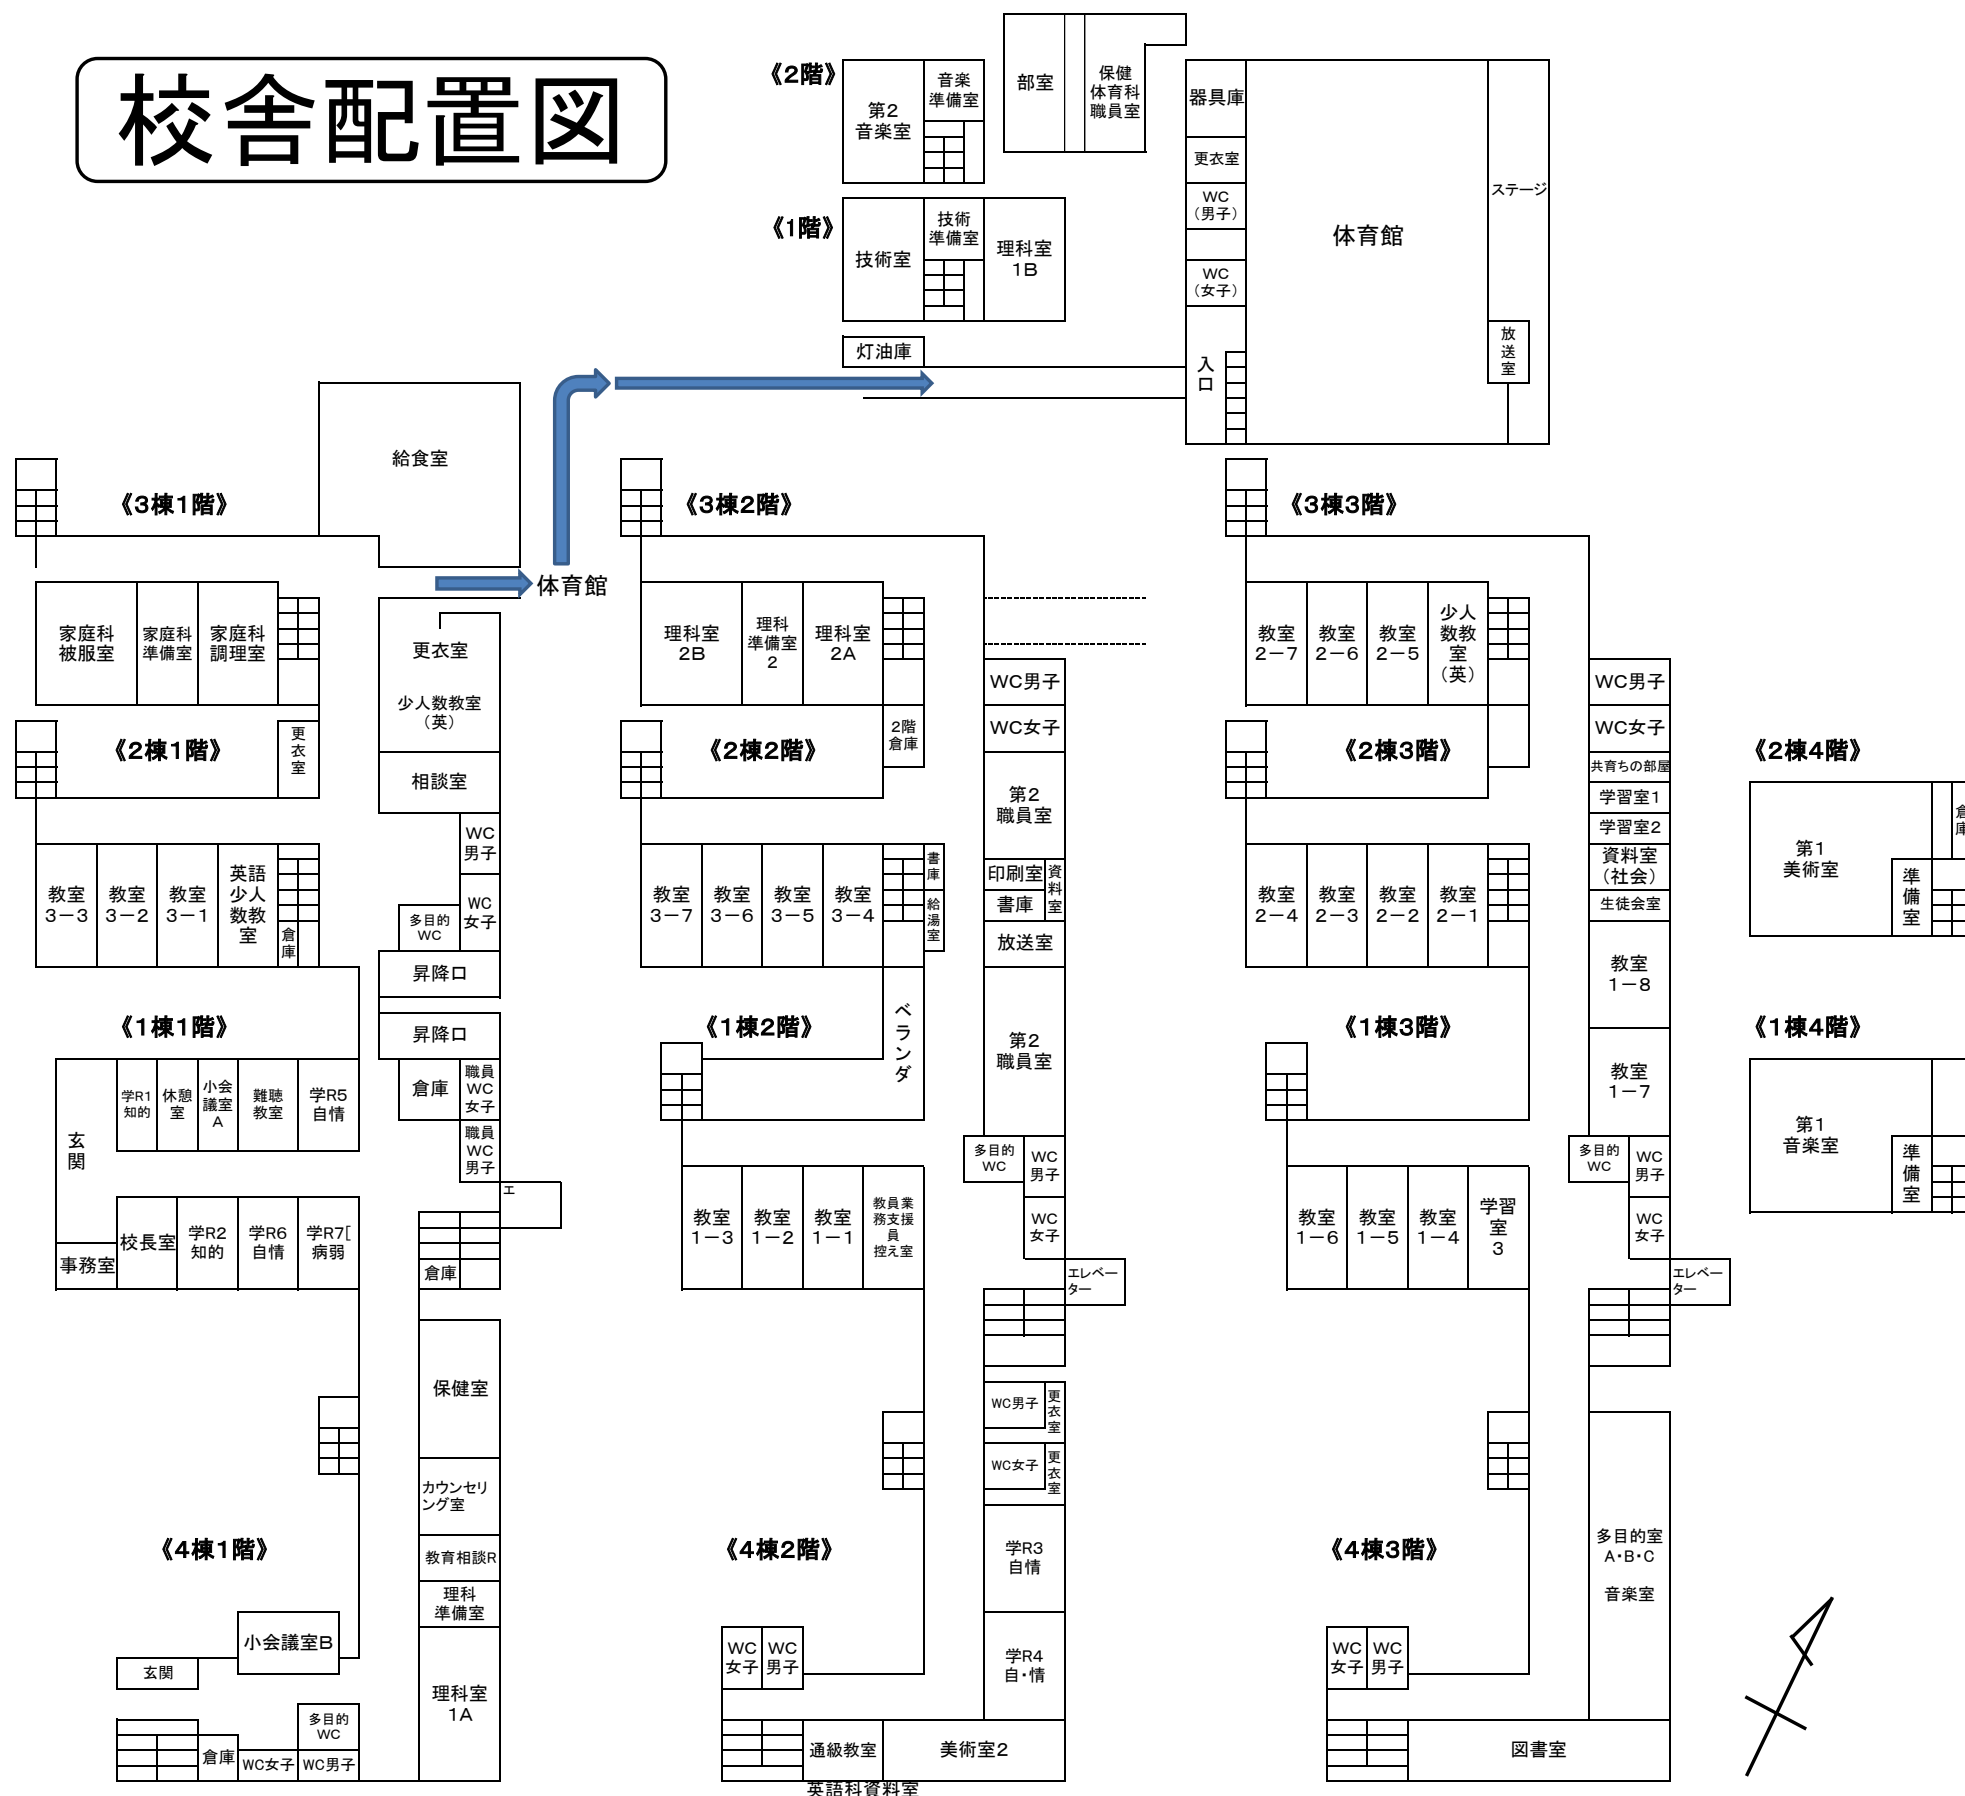 校舎配置図
《2階》
第2
音楽室
音楽
準備室
部室
保健
体育科
職員室
《1階》
技術室
技術
準備室
理科室
1B
灯油庫
器具庫
更衣室
WC
(男子)
WC
(女子)
入
口
体育館
ステージ
放
送
室
給食室
体育館
《3棟1階》
家庭科
被服室
家庭科
準備室
家庭科
調理室
更衣室
少人数教室
(英)
相談室
WC
男子
WC
女子
多目的
WC
昇降口
昇降口
倉庫
職員
WC
女子
職員
WC
男子
エ
《2棟1階》
更
衣
室
教室
3-3
教室
3-2
教室
3-1
英語
少人
数教
室
倉
庫
《1棟1階》
玄
関
学R1
知的
休憩
室
小会
議室
A
難聴
教室
学R5
自情
事務室
校長室
学R2
知的
学R6
自情
学R7[
病弱
倉庫
保健室
カウンセリ
ング室
教育相談R
理科
準備室
理科室
1A
《4棟1階》
小会議室B
玄関
多目的
WC
倉庫
WC女子
WC男子
《3棟2階》
理科室
2B
理科
準備室
2
理科室
2A
2階
倉庫
WC男子
WC女子
第2
職員室
印刷室
書庫
資
料
室
放送室
第2
職員室
《2棟2階》
教室
3-7
教室
3-6
教室
3-5
教室
3-4
書
庫
給
湯
室
ベ
ラ
ン
ダ
《1棟2階》
多目的
WC
WC
男子
WC
女子
エレベー
ター
教室
1-3
教室
1-2
教室
1-1
教員業
務支援
員
控え室
WC男子
更
衣
室
WC女子
更
衣
室
学R3
自情
学R4
自・情
《4棟2階》
WC
女子
WC
男子
通級教室
美術室2
英語科資料室
《3棟3階》
教室
2-7
教室
2-6
教室
2-5
少人
数教
室
(英)
WC男子
WC女子
共育ちの部屋
学習室1
学習室2
資料室
(社会)
生徒会室
教室
1-8
教室
1-7
《2棟3階》
教室
2-4
教室
2-3
教室
2-2
教室
2-1
《1棟3階》
多目的
WC
WC
男子
WC
女子
エレベー
ター
教室
1-6
教室
1-5
教室
1-4
学習
室
3
《4棟3階》
多目的室
A・B・C
音楽室
WC
女子
WC
男子
図書室
《2棟4階》
第1
美術室
準
備
室
倉
庫
《1棟4階》
第1
音楽室
準
備
室